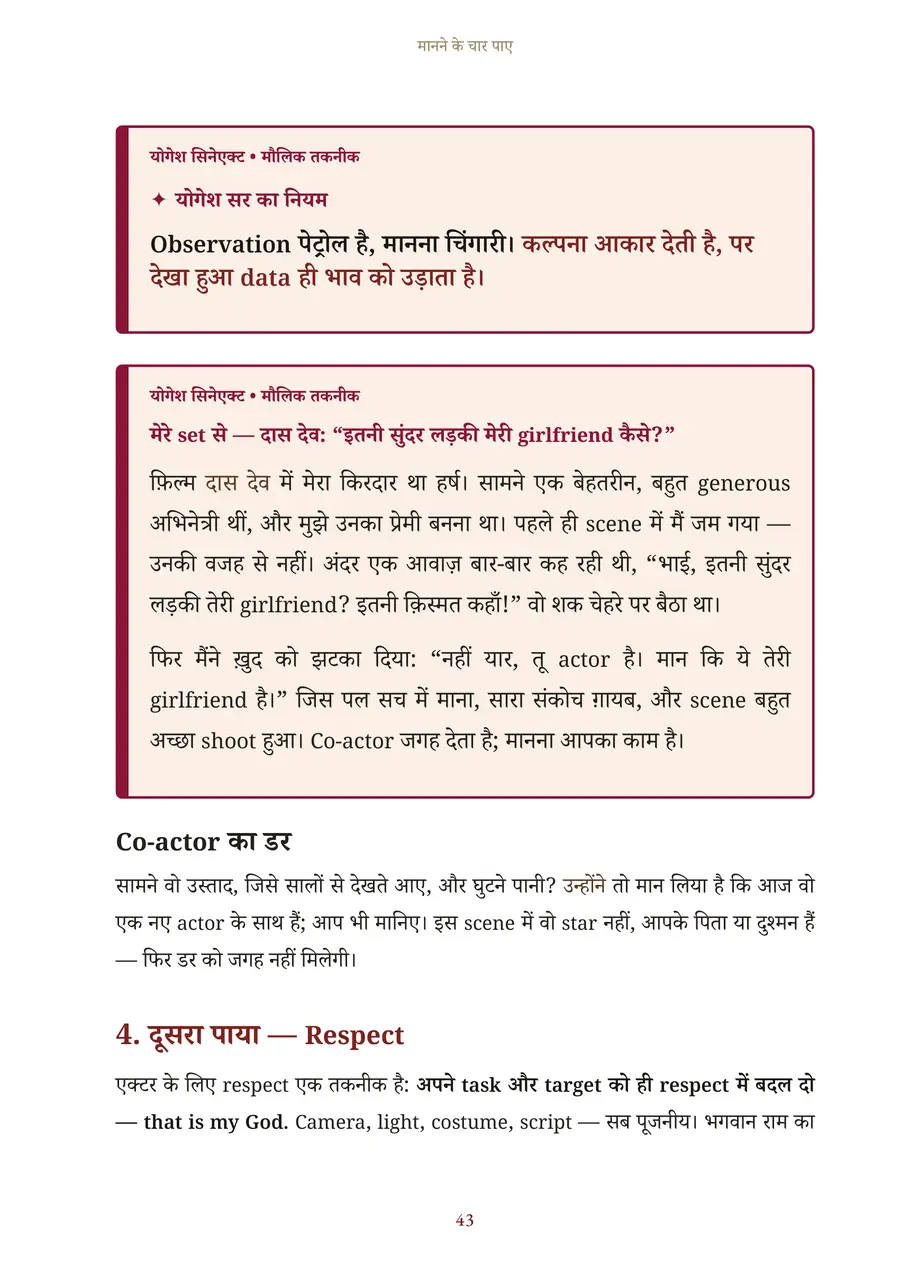 मानने के चार पाए
योगेश सिनेएक्ट • मौलिक तकनीक
✦ योगेश सर का नियम
Observation पेट्रोल है, मानना चिंगारी। कल्पना आकार देती है, पर
देखा हुआ data ही भाव को उड़ाता है।
योगेश सिनेएक्ट • मौलिक तकनीक
मेरे set से — दास देव: “इतनी सुंदर लड़की मेरी girlfriend कैसे?”
फ़िल्म दास देव में मेरा किरदार था हर्ष। सामने एक बेहतरीन, बहुत generous
अभिनेत्री थीं, और मुझे उनका प्रेमी बनना था। पहले ही scene में मैं जम गया —
उनकी वजह से नहीं। अंदर एक आवाज़ बार-बार कह रही थी, “भाई, इतनी सुंदर
लड़की तेरी girlfriend? इतनी क़िस्मत कहाँ!” वो शक चेहरे पर बैठा था।
फिर मैंने ख़ुद को झटका दिया: “नहीं यार, तू actor है। मान कि ये तेरी
girlfriend है।” जिस पल सच में माना, सारा संकोच ग़ायब, और scene बहुत
अच्छा shoot हुआ। Co-actor जगह देता है; मानना आपका काम है।
Co-actor का डर
सामने वो उस्ताद, जिसे सालों से देखते आए, और घुटने पानी? उन्होंने तो मान लिया है कि आज वो
एक नए actor के साथ हैं; आप भी मानिए। इस scene में वो star नहीं, आपके पिता या दुश्मन हैं
— फिर डर को जगह नहीं मिलेगी।
4. दूसरा पाया — Respect
एक्टर के लिए respect एक तकनीक है: अपने task और target को ही respect में बदल दो
— that is my God. Camera, light, costume, script — सब पूजनीय। भगवान राम का
43